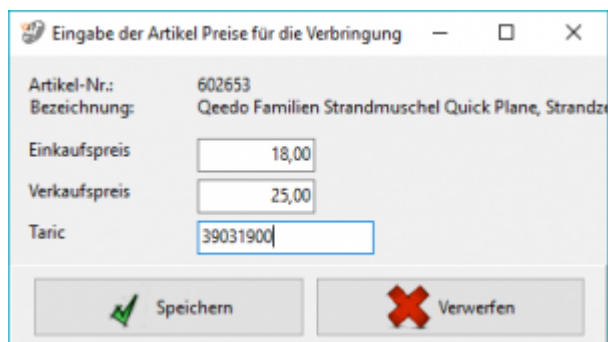 Eingabe der Artikel Preise für die Verbringung
Artikel-Nr.: 602653
Bezeichnung: Qeedo Familien Strandmuschel Quick Plane, Strandze
Einkaufspreis 18,00
Verkaufspreis 25,00
Taric 39031900
Speichern Verwerfen